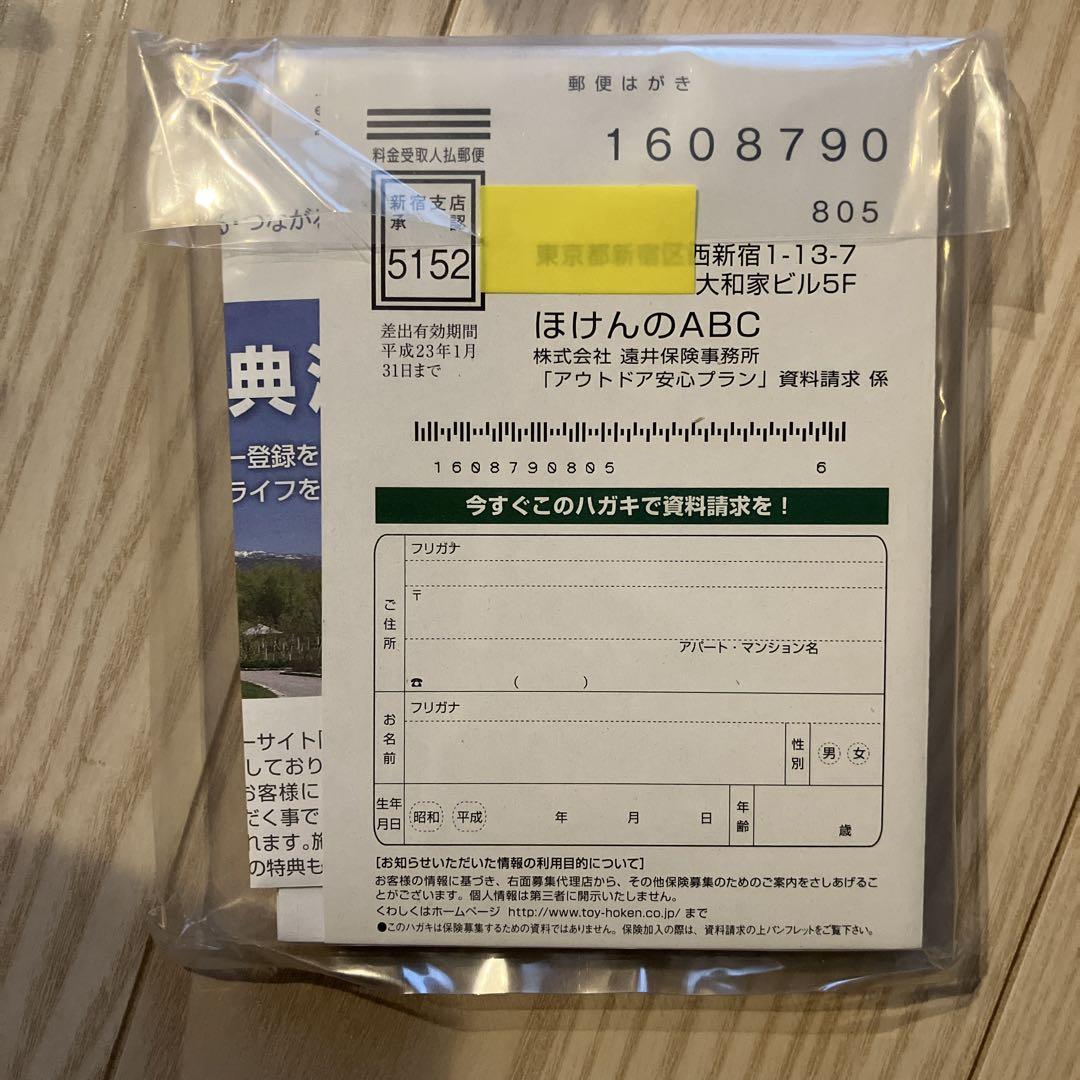 郵便はがき
料金受取人払郵便
1608790
805
新宿支店
承認
5152
東京都新宿区西新宿1-13-7
大和家ビル5F
差出有効期間
平成23年1月
31日まで
ほけんのABC
株式会社 遠井保険事務所
「アウトドア安心プラン」資料請求 係
1608790805 6
今すぐこのハガキで資料請求を！
ご住所
フリガナ
〒
アパート・マンション名
☎ ( )
お名前
フリガナ
性別
男 女
生年月日
昭和 平成 年 月 日
年齢
歳
[お知らせいただいた情報の利用目的について]
お客様の情報に基づき、右面募集代理店から、その他保険募集のためのご案内をさしあげるこ
とがございます。個人情報は第三者に開示いたしません。
くわしくはホームページ http://www.toy-hoken.co.jp/ まで
●このハガキは保険募集するための資料ではありません。保険加入の際は、資料請求の上パンフレットをご覧下さい。
つながれ
典
ー登録を
ライフを
ーサイト
しており
お客様に
だく事で
れます。施
の特典も